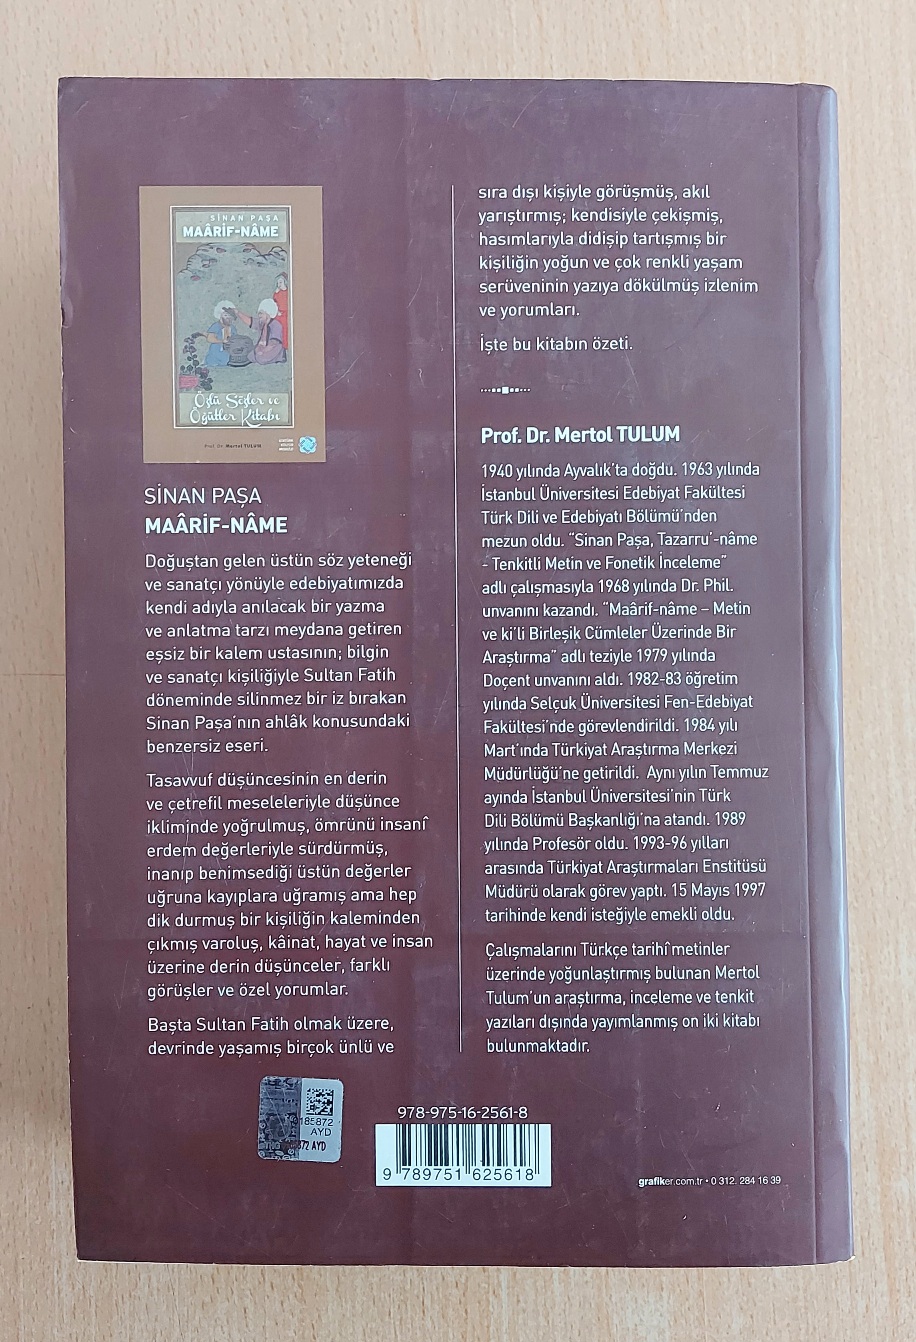 SİNAN PAŞA
MAÂRİF-NÂME
Özlü Sözler ve
Öğütler Kitabı
Prof. Dr. Mertol TULUM
ATATÜRK
KÜLTÜR
MERKEZİ
SİNAN PAŞA
MAÂRİF-NÂME
Doğuştan gelen üstün söz yeteneği
ve sanatçı yönüyle edebiyatımızda
kendi adıyla anılacak bir yazma
ve anlatma tarzı meydana getiren
eşsiz bir kalem ustasının; bilgin
ve sanatçı kişiliğiyle Sultan Fatih
döneminde silinmez bir iz bırakan
Sinan Paşa'nın ahlâk konusundaki
benzersiz eseri.
Tasavvuf düşüncesinin en derin
ve çetrefil meseleleriyle düşünce
ikliminde yoğrulmuş, ömrünü insanî
erdem değerleriyle sürdürmüş,
inanıp benimsediği üstün değerler
uğruna kayıplara uğramış ama hep
dik durmuş bir kişiliğin kaleminden
çıkmış varoluş, kâinat, hayat ve insan
üzerine derin düşünceler, farklı
görüşler ve özel yorumlar.
Başta Sultan Fatih olmak üzere,
devrinde yaşamış birçok ünlü ve
sıra dışı kişiyle görüşmüş, akıl
yarıştırmış; kendisiyle çekişmiş,
hasımlarıyla didişip tartışmış bir
kişiliğin yoğun ve çok renkli yaşam
serüveninin yazıya dökülmüş izlenim
ve yorumları.
İşte bu kitabın özeti.
Prof. Dr. Mertol TULUM
1940 yılında Ayvalık'ta doğdu. 1963 yılında
İstanbul Üniversitesi Edebiyat Fakültesi
Türk Dili ve Edebiyatı Bölümü'nden
mezun oldu. "Sinan Paşa, Tazarru'-nâme
- Tenkitli Metin ve Fonetik İnceleme"
adlı çalışmasıyla 1968 yılında Dr. Phil.
unvanını kazandı. "Maârif-nâme – Metin
ve ki'li Birleşik Cümleler Üzerinde Bir
Araştırma" adlı teziyle 1979 yılında
Doçent unvanını aldı. 1982-83 öğretim
yılında Selçuk Üniversitesi Fen-Edebiyat
Fakültesi'nde görevlendirildi. 1984 yılı
Mart'ında Türkiyat Araştırma Merkezi
Müdürlüğü'ne getirildi. Aynı yılın Temmuz
ayında İstanbul Üniversitesi'nin Türk
Dili Bölümü Başkanlığı'na atandı. 1989
yılında Profesör oldu. 1993-96 yılları
arasında Türkiyat Araştırmaları Enstitüsü
Müdürü olarak görev yaptı. 15 Mayıs 1997
tarihinde kendi isteğiyle emekli oldu.
Çalışmalarını Türkçe tarihî metinler
üzerinde yoğunlaştırmış bulunan Mertol
Tulum'un araştırma, inceleme ve tenkit
yazıları dışında yayımlanmış on iki kitabı
bulunmaktadır.
185872
AYD
72 AYD
978-975-16-2561-8
9 789751 625618
grafiker.com.tr • 0 312. 284 16 39